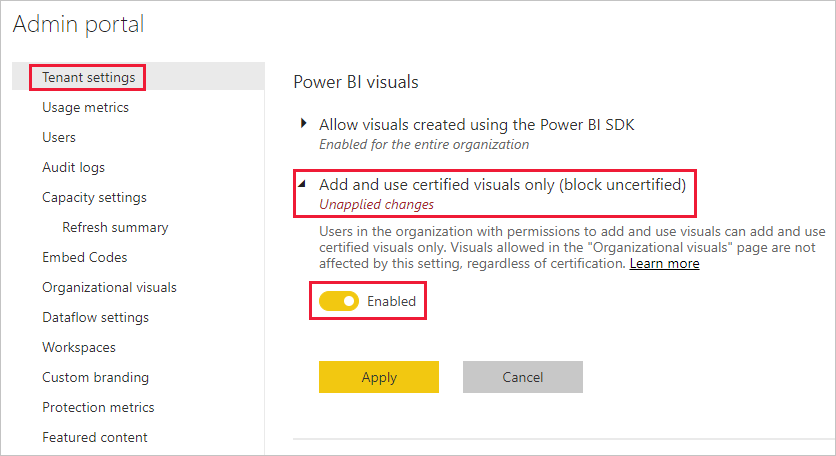 Admin portal
Tenant settings
Usage metrics
Users
Audit logs
Capacity settings
Refresh summary
Embed Codes
Organizational visuals
Dataflow settings
Workspaces
Custom branding
Protection metrics
Featured content
Power BI visuals
Allow visuals created using the Power BI SDK
Enabled for the entire organization
Add and use certified visuals only (block uncertified)
Unapplied changes
Users in the organization with permissions to add and use visuals can add and use
certified visuals only. Visuals allowed in the "Organizational visuals" page are not
affected by this setting, regardless of certification. Learn more
Enabled
Apply
Cancel